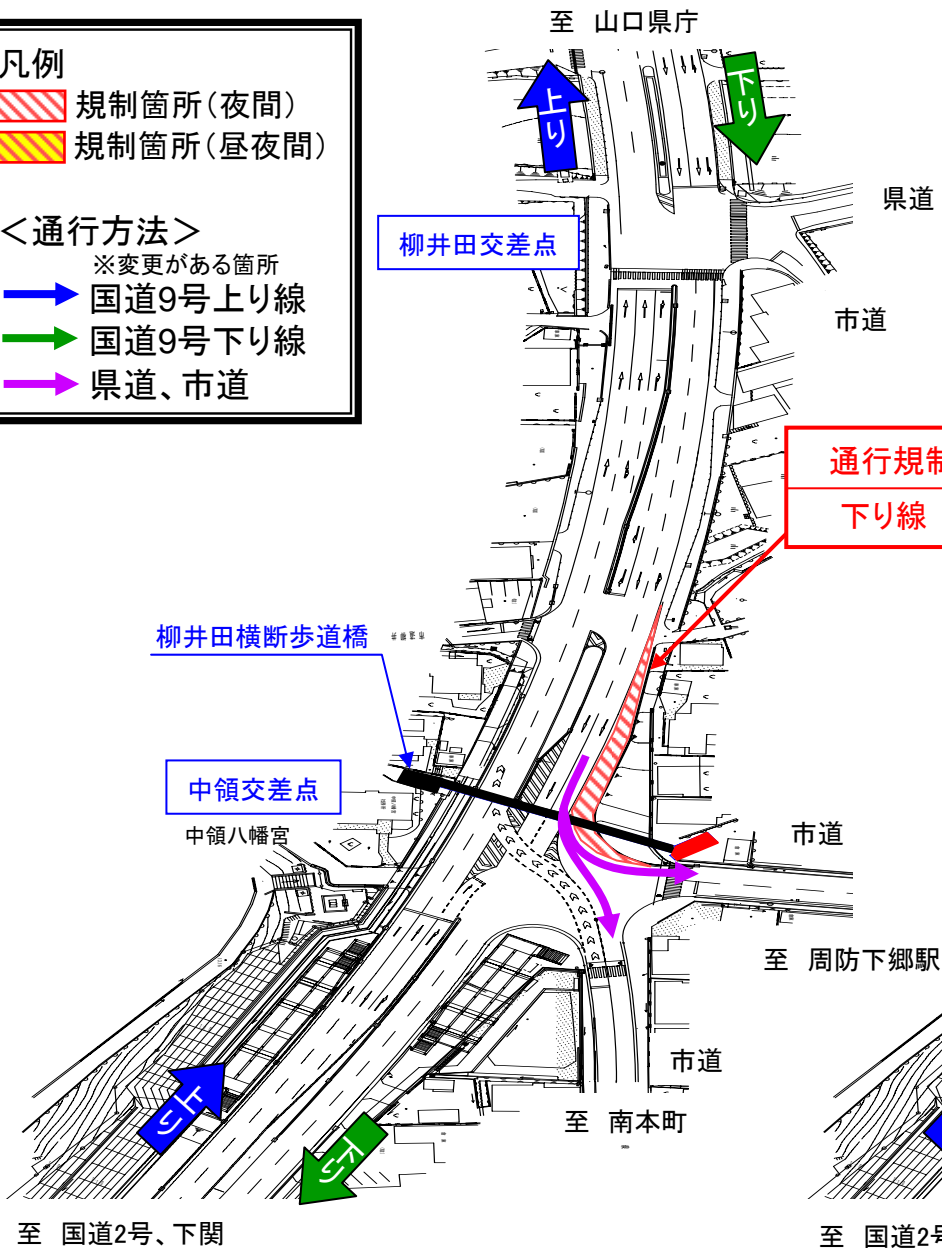 至 山口県庁
凡例
規制箇所(夜間)
規制箇所(昼夜間)
<通行方法>
※変更がある箇所
国道9号上り線
国道9号下り線
県道、市道
上り
下り
県道
柳井田交差点
市道
通行規制
下り線
柳井田横断歩道橋
中領交差点
中領八幡宮
市道
至 周防下郷駅
市道
至 南本町
上り
下り
至 国道2号、下関
至 国道2号